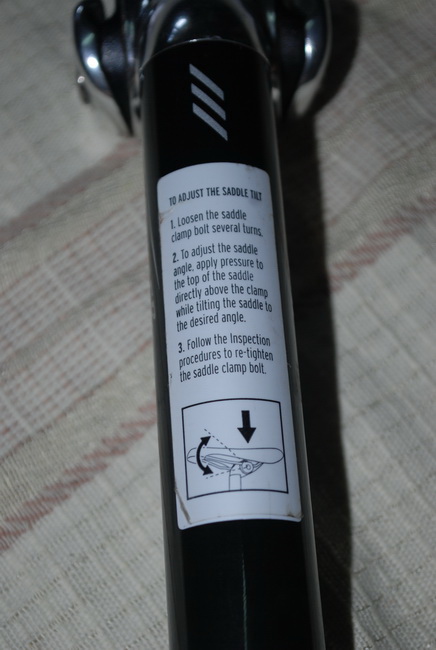 TO ADJUST THE SADDLE TILT
1. Loosen the saddle
clamp bolt several turns.
2. To adjust the saddle
angle, apply pressure to
the top of the saddle
directly above the clamp
while tilting the saddle to
the desired angle.
3. Follow the Inspection
procedures to re-tighten
the saddle clamp bolt.